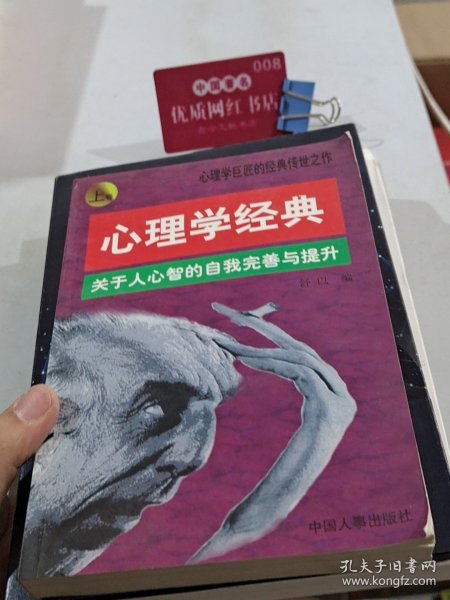 008
中国著名
优质网红书店
上
心理学巨匠的经典传世之作
心理学经典
关于人心智的自我完善与提升
舒以 编
中国人事出版社
孔夫子旧书网
www.kongfz.com